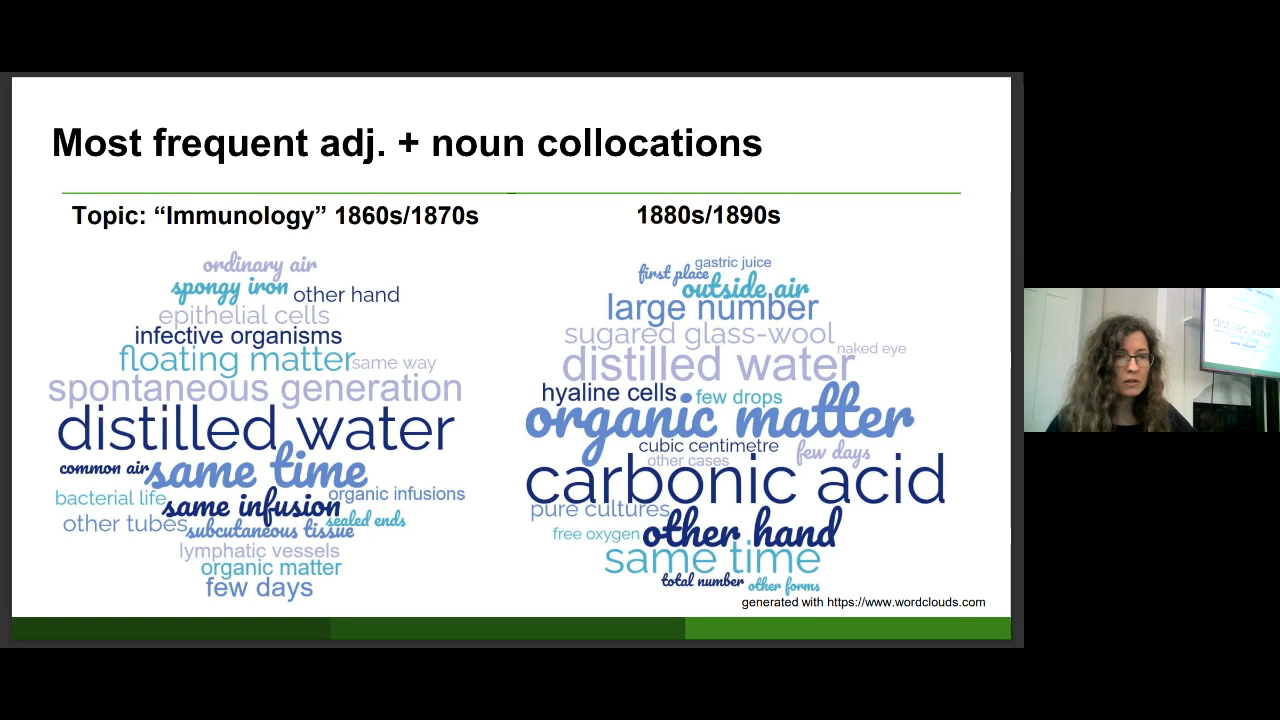 Most frequent adj. + noun collocations
Topic: “Immunology” 1860s/1870s
ordinary air
spongy iron
other hand
epithelial cells
infective organisms
floating matter
same way
spontaneous generation
distilled water
common air
same time
bacterial life
same infusion
organic infusions
other tubes
subcutaneous tissue
sealed ends
lymphatic vessels
organic matter
few days
1880s/1890s
gastric juice
first place
outside air
large number
sugared glass-wool
distilled water
naked eye
hyaline cells
few drops
organic matter
cubic centimetre
other cases
few days
carbonic acid
pure cultures
free oxygen
other hand
same time
total number
other forms
generated with https://www.wordclouds.com
distilled water